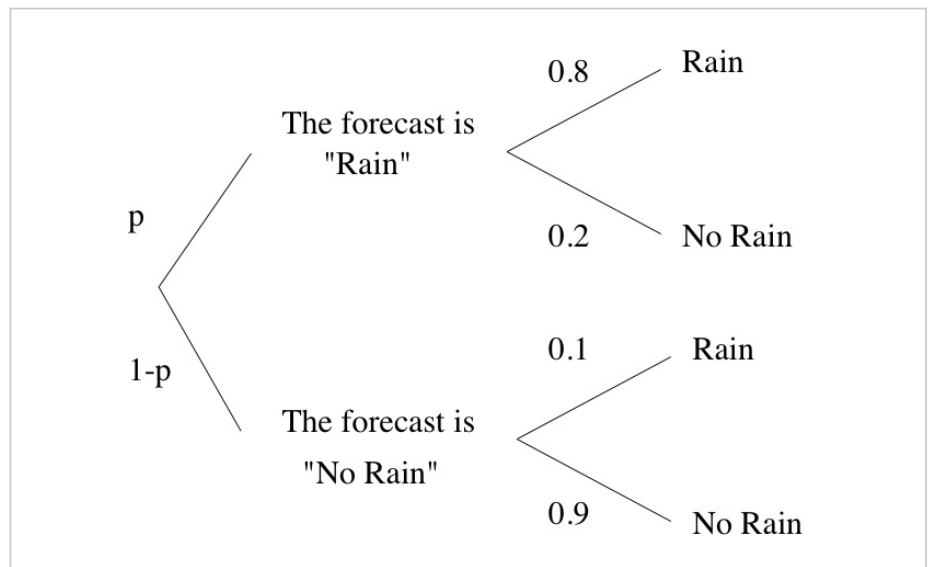 0.8
Rain
The forecast is
"Rain"
p
0.2
No Rain
0.1
Rain
1-p
The forecast is
"No Rain"
0.9
No Rain